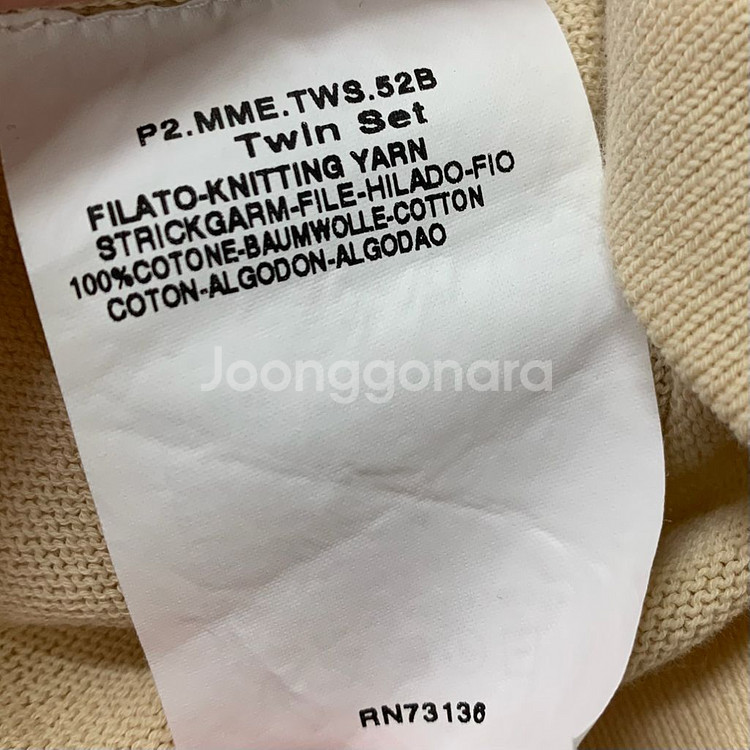 P2.MME.TWS.52B
Twin Set
FILATO-KNITTING YARN
STRICKGARM-FILE-HILADO-FIO
100%COTONE-BAUMWOLLE-COTTON
COTON-ALGODON-ALGODAO
Joonggonara
RN73136